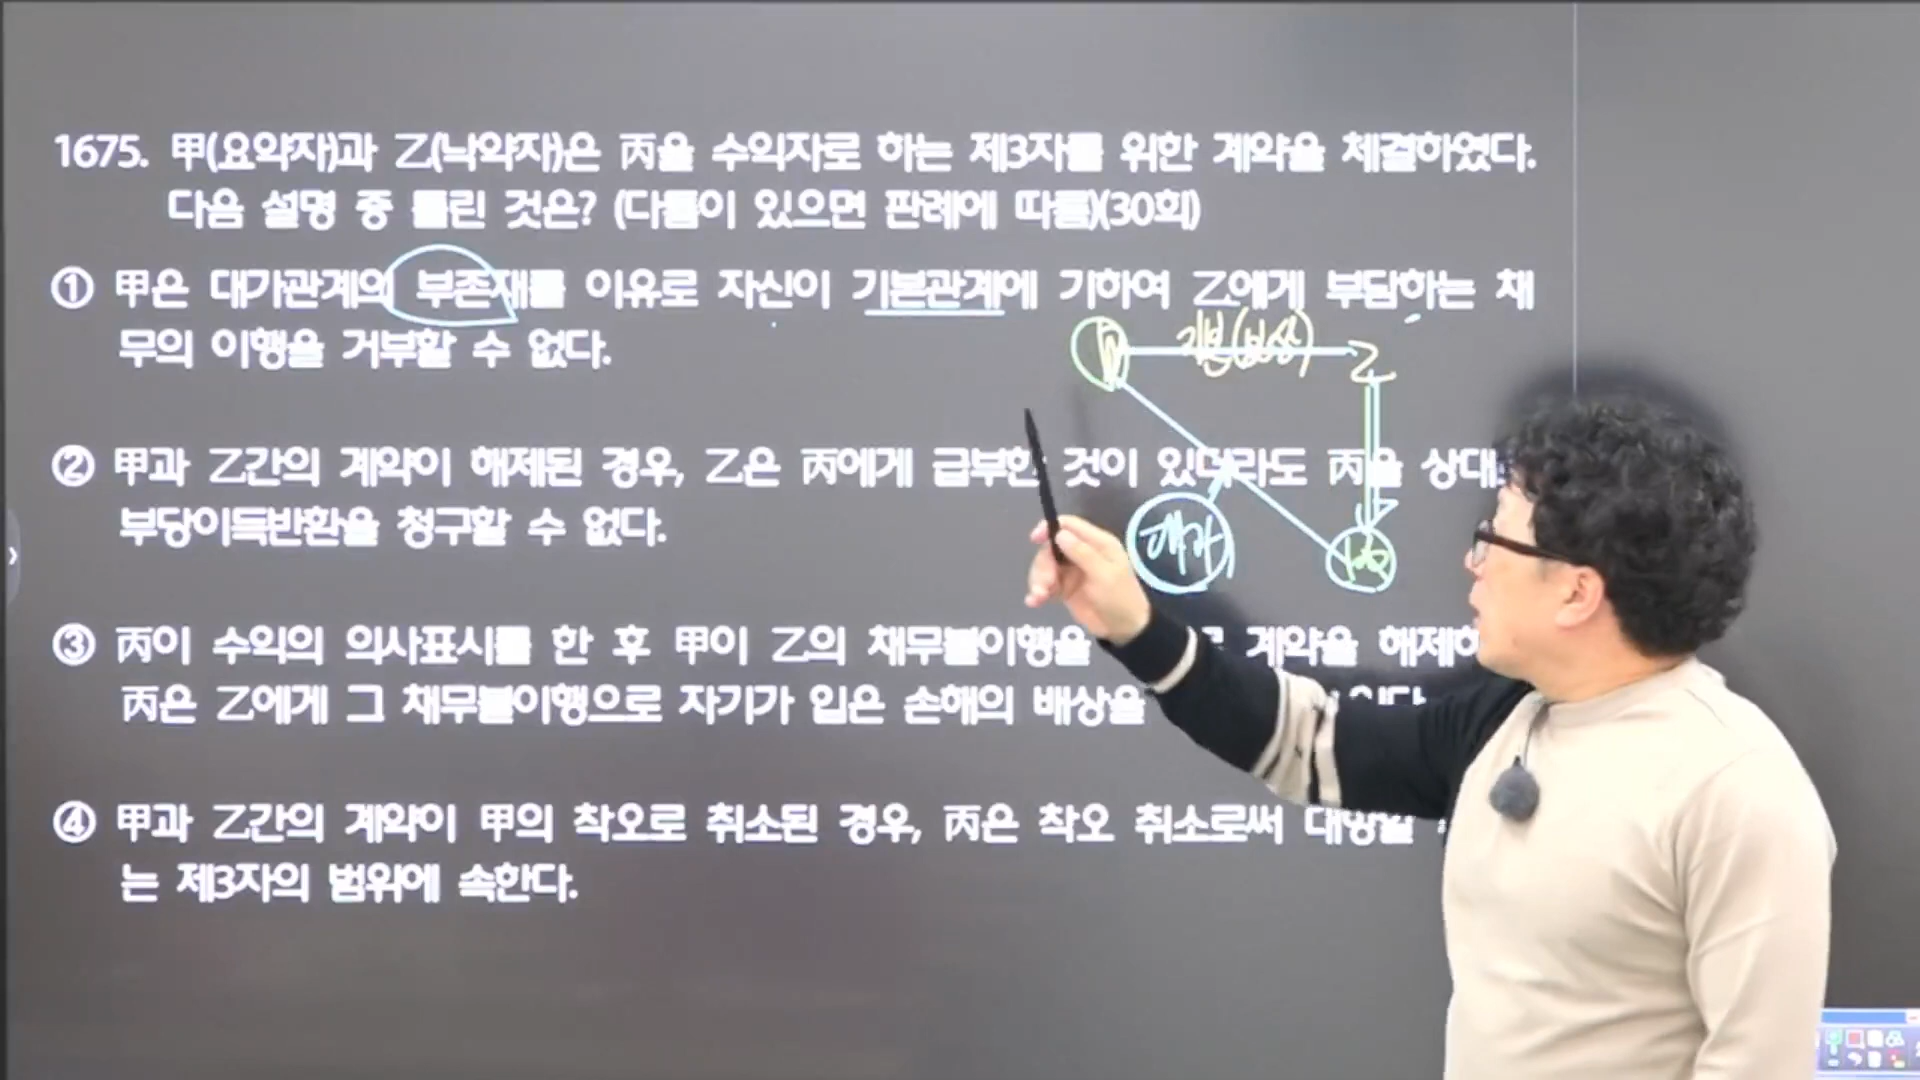 1675. 甲(요약자)과 乙(낙약자)은 丙을 수익자로 하는 제3자를 위한 계약을 체결하였다.
다음 설명 중 틀린 것은? (다툼이 있으면 판례에 따름)(30회)
① 甲은 대가관계의 부존재를 이유로 자신이 기본관계에 기하여 乙에게 부담하는 채
무의 이행을 거부할 수 없다.
기본(보상)
乙
② 甲과 乙간의 계약이 해제된 경우, 乙은 丙에게 급부한 것이 있더라도 丙을 상대
부당이득반환을 청구할 수 없다.
대가
③ 丙이 수익의 의사표시를 한 후 甲이 乙의 채무불이행을 계약을 해제하
丙은 乙에게 그 채무불이행으로 자기가 입은 손해의 배상을
④ 甲과 乙간의 계약이 甲의 착오로 취소된 경우, 丙은 착오 취소로써 대항할
는 제3자의 범위에 속한다.